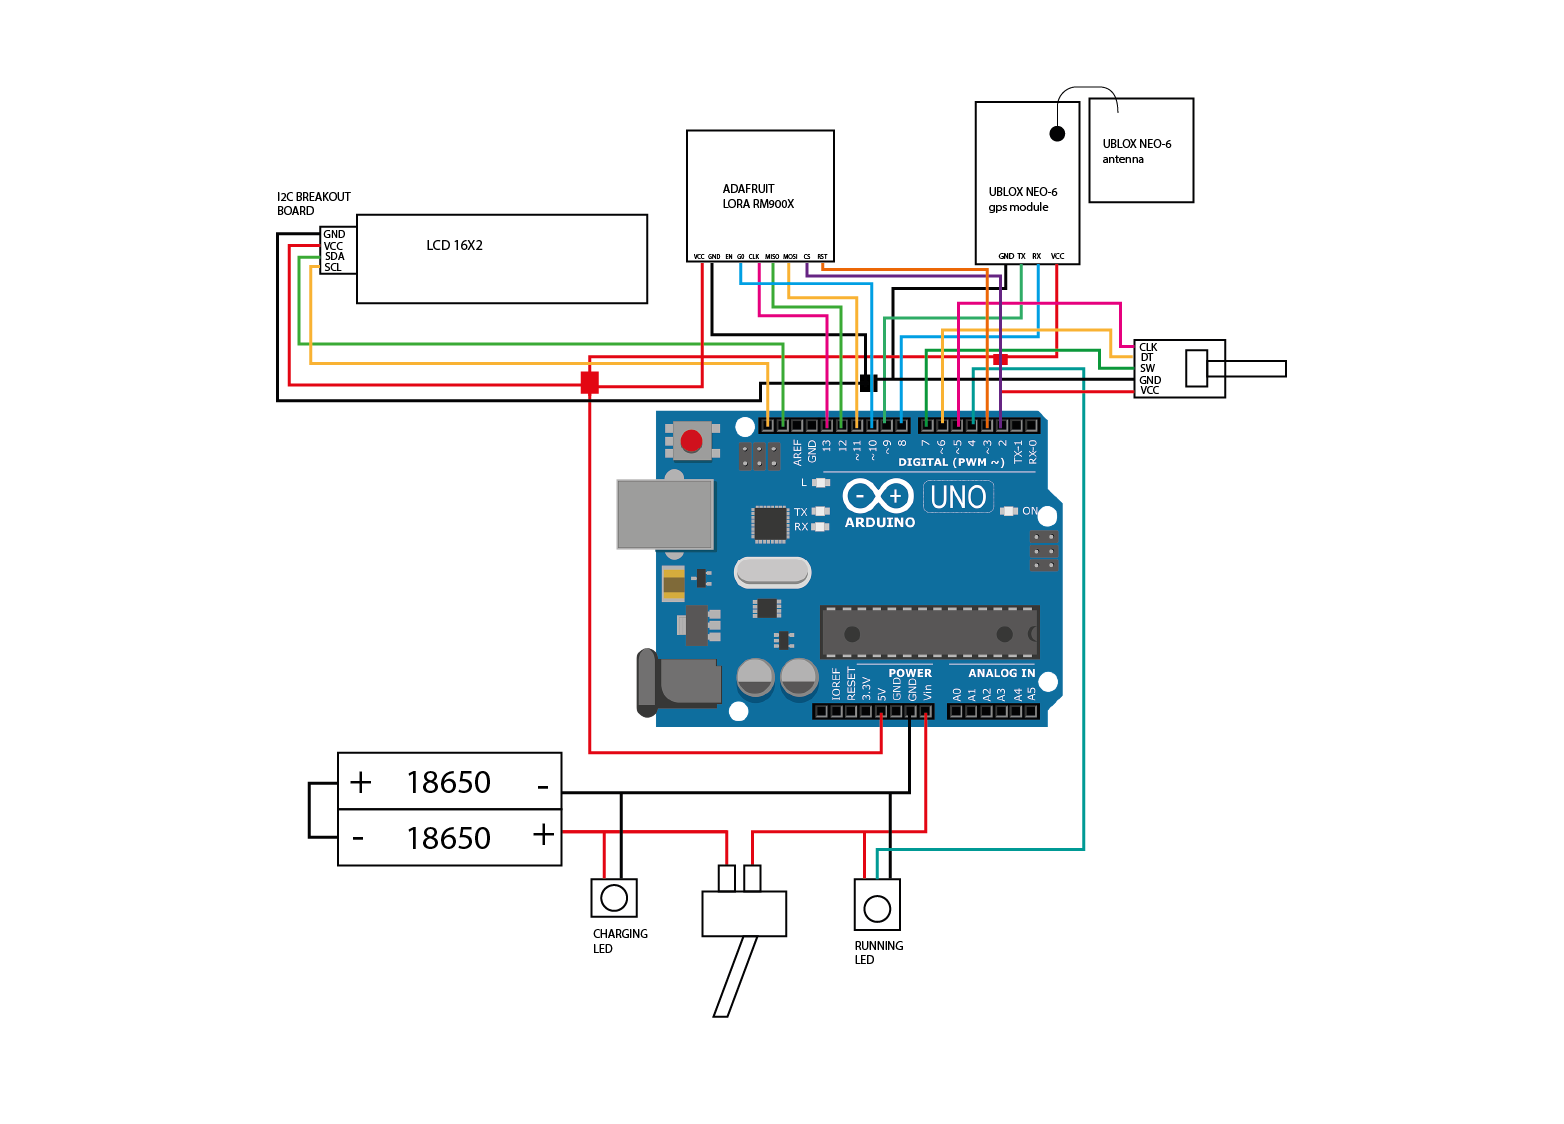 UBLOX NEO-6
antenna
ADAFRUIT
LORA RM900X
UBLOX NEO-6
gps module
I2C BREAKOUT
BOARD
GND
VCC
SDA
SCL
LCD 16X2
VCC GND EN G0 CLK MISO MOSI CS RST
GND TX RX VCC
CLK
DT
SW
GND
VCC
AREF GND 13 12 ~11 ~10 ~9 8 7 ~6 ~5 4 ~3 2 TX→1 RX←0
DIGITAL (PWM ~)
L
TX
RX
- +
ARDUINO
UNO
ON
POWER
ANALOG IN
IOREF RESET 3.3V 5V GND GND Vin A0 A1 A2 A3 A4 A5
+ 18650 -
- 18650 +
CHARGING
LED
RUNNING
LED